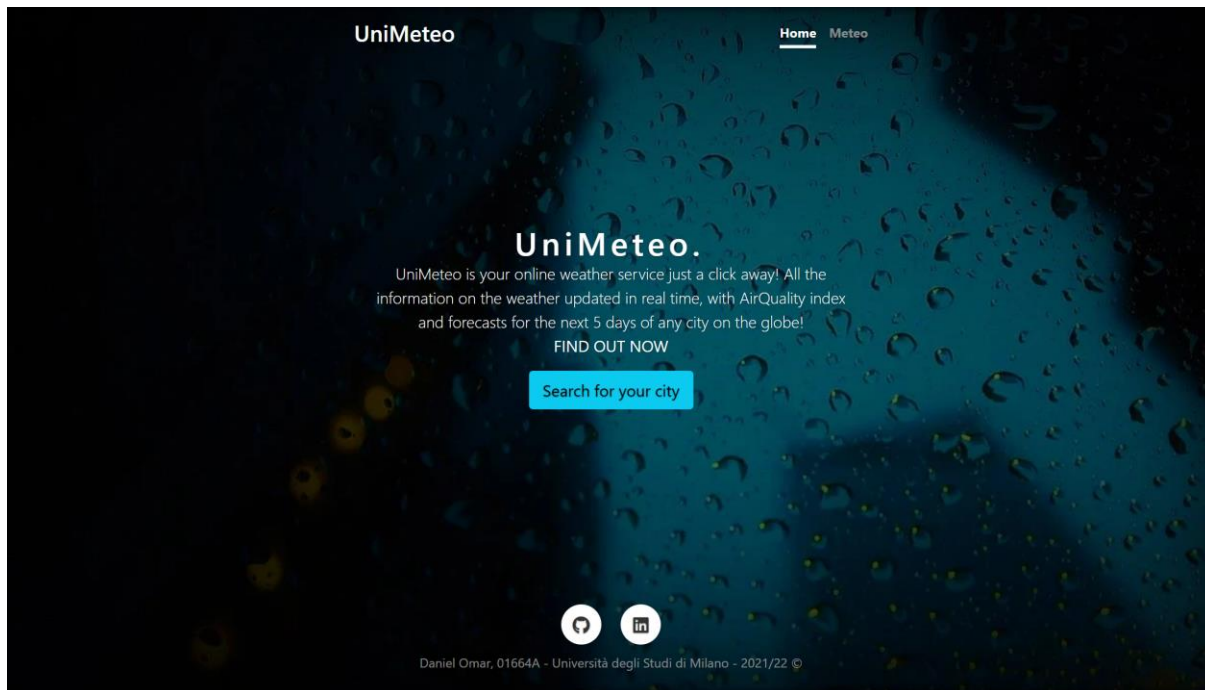 UniMeteo
Home Meteo
UniMeteo.
UniMeteo is your online weather service just a click away! All the
information on the weather updated in real time, with AirQuality index
and forecasts for the next 5 days of any city on the globe!
FIND OUT NOW
Search for your city
in
Daniel Omar, 01664A - Università degli Studi di Milano - 2021/22 ©